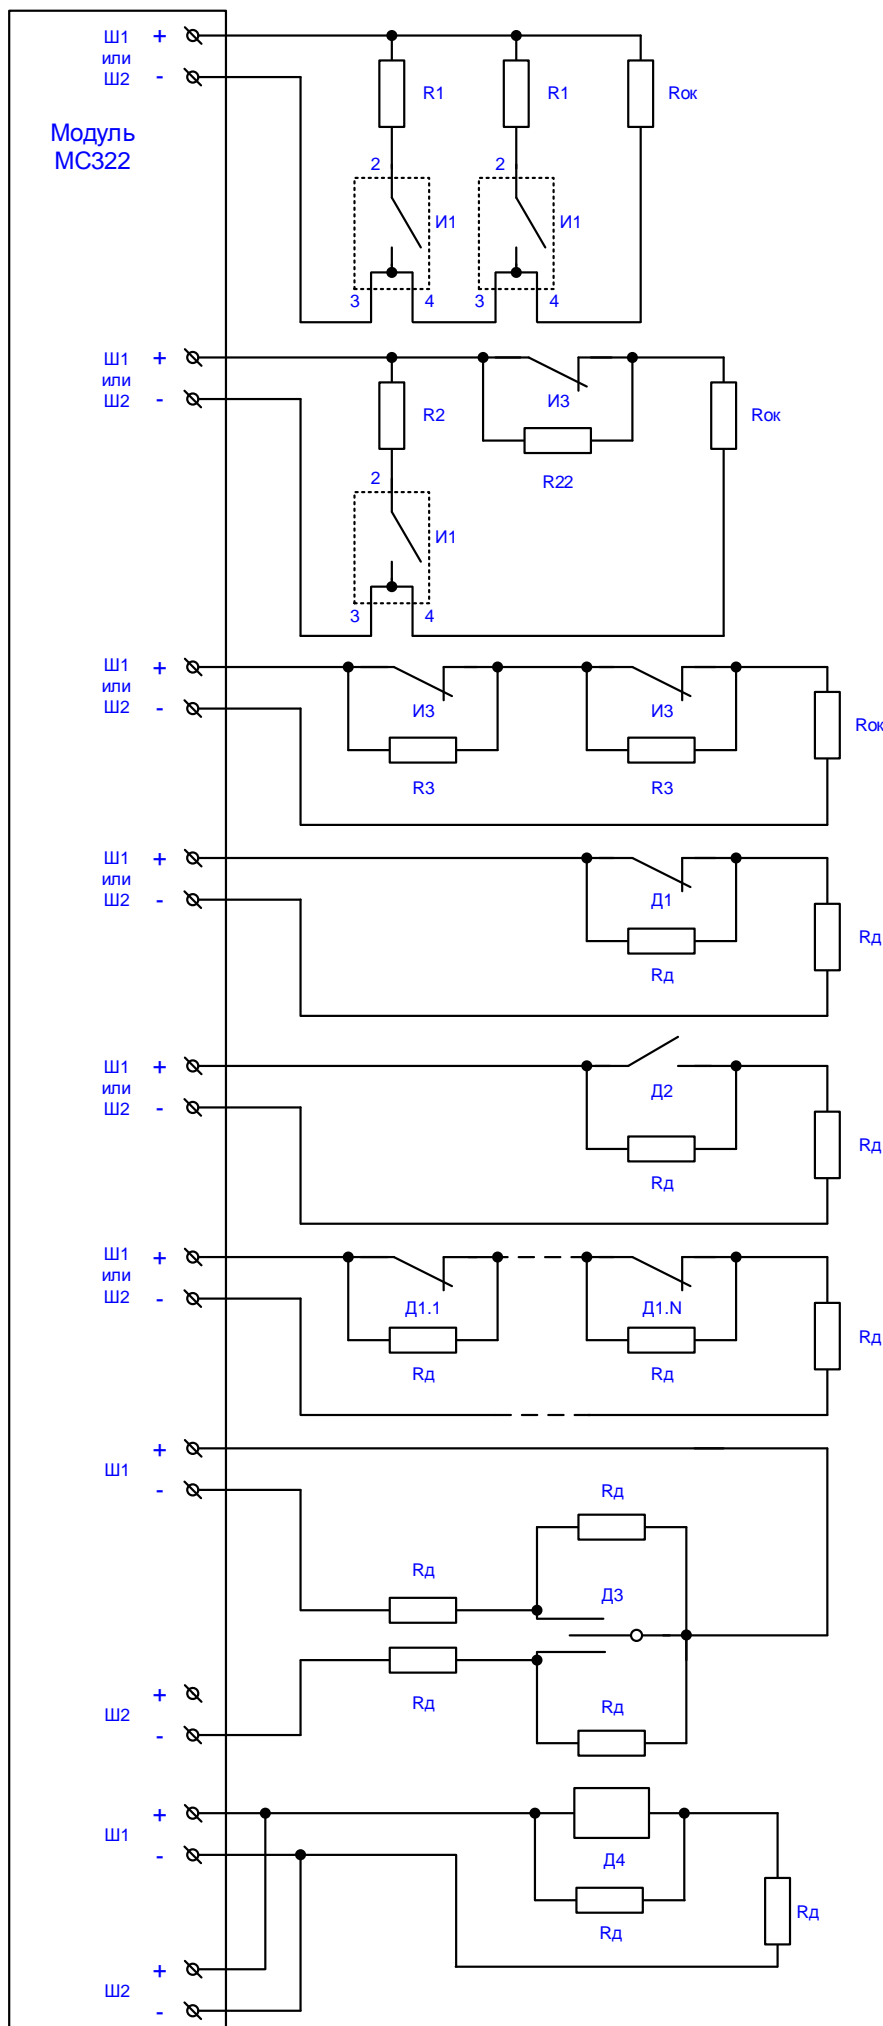 Ш1 +
или
Ш2 -
Модуль
МС322
R1
R1
Rок
2
2
И1
И1
3
4
3
4
Ш1 +
или
Ш2 -
И3
R2
Rок
R22
2
И1
3
4
Ш1 +
или
Ш2 -
И3
И3
Rок
R3
R3
Ш1 +
или
Ш2 -
Д1
Rд
Rд
Ш1 +
или
Ш2 -
Д2
Rд
Rд
Ш1 +
или
Ш2 -
Д1.1
Д1.N
Rд
Rд
Rд
+
Ш1
-
Rд
Rд
Д3
Rд
Rд
+
Ш2
-
+
Ш1
-
Д4
Rд
Rд
+
Ш2
-